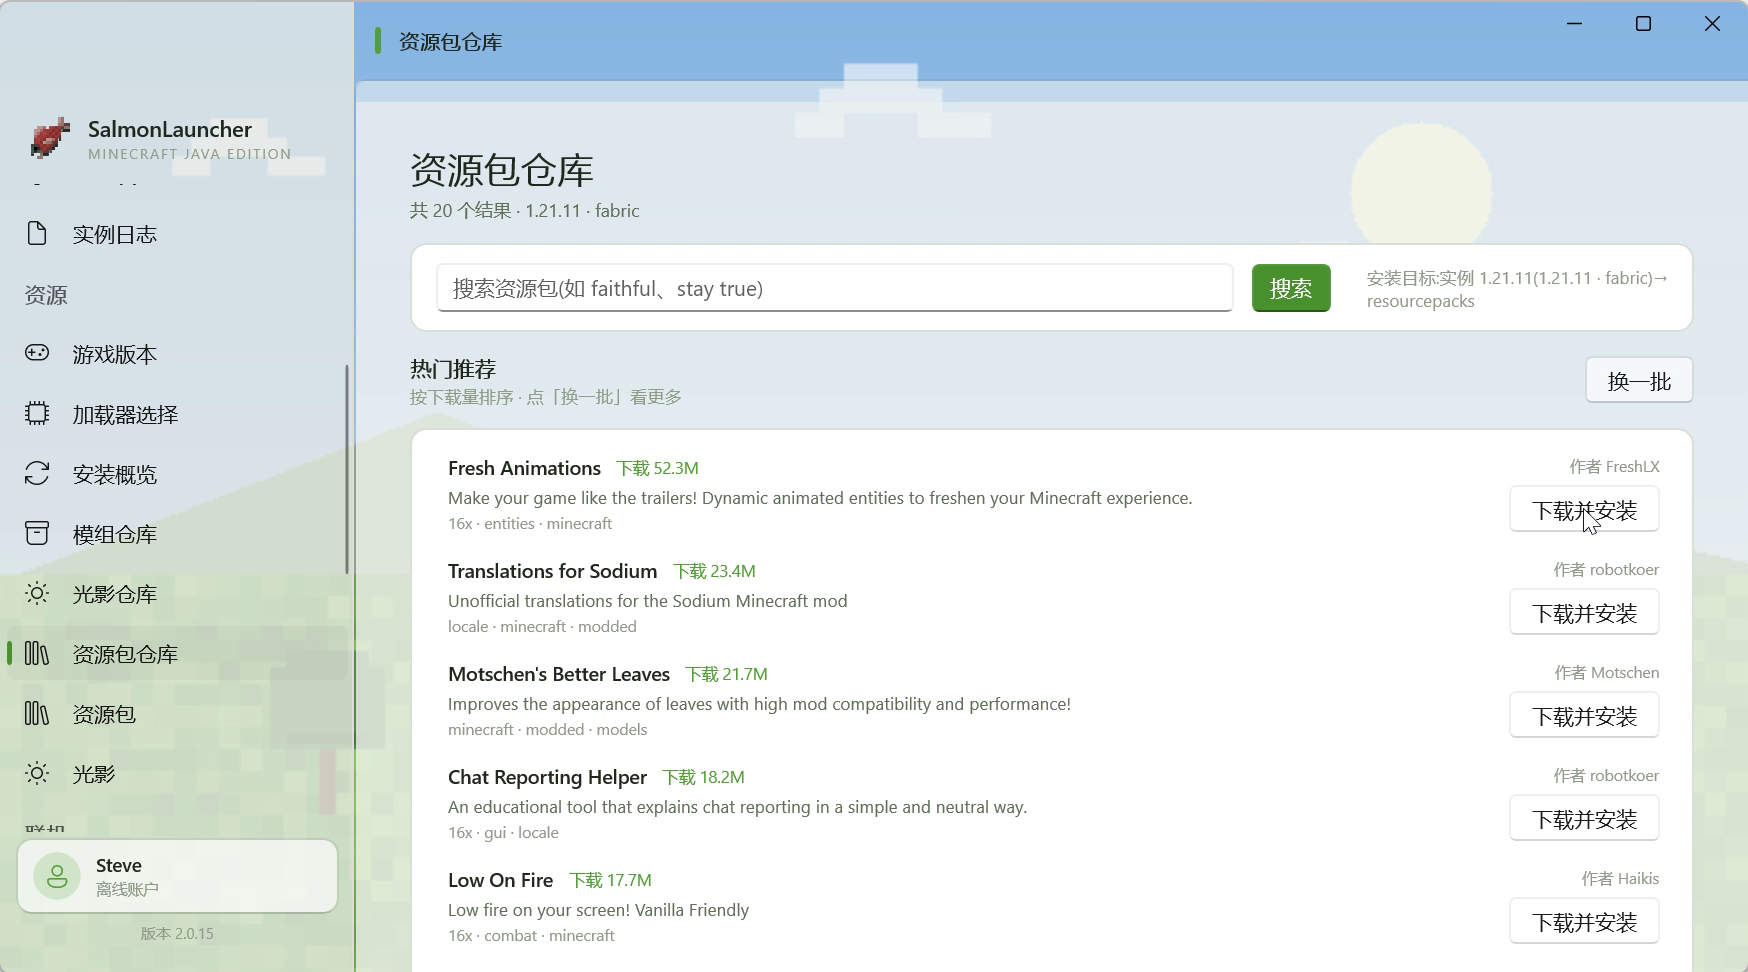 资源包仓库
SalmonLauncher
MINECRAFT JAVA EDITION
实例日志
资源
游戏版本
加载器选择
安装概览
模组仓库
光影仓库
资源包仓库
资源包
光影
Steve
离线账户
版本 2.0.15
资源包仓库
共 20 个结果 · 1.21.11 · fabric
搜索资源包(如 faithful、stay true)
搜索
安装目标:实例 1.21.11(1.21.11 · fabric)→
resourcepacks
热门推荐
按下载量排序 · 点「换一批」看更多
换一批
Fresh Animations 下载 52.3M
作者 FreshLX
Make your game like the trailers! Dynamic animated entities to freshen your Minecraft experience.
16x · entities · minecraft
下载并安装
Translations for Sodium 下载 23.4M
作者 robotkoer
Unofficial translations for the Sodium Minecraft mod
locale · minecraft · modded
下载并安装
Motschen's Better Leaves 下载 21.7M
作者 Motschen
Improves the appearance of leaves with high mod compatibility and performance!
minecraft · modded · models
下载并安装
Chat Reporting Helper 下载 18.2M
作者 robotkoer
An educational tool that explains chat reporting in a simple and neutral way.
16x · gui · locale
下载并安装
Low On Fire 下载 17.7M
作者 Haikis
Low fire on your screen! Vanilla Friendly
16x · combat · minecraft
下载并安装